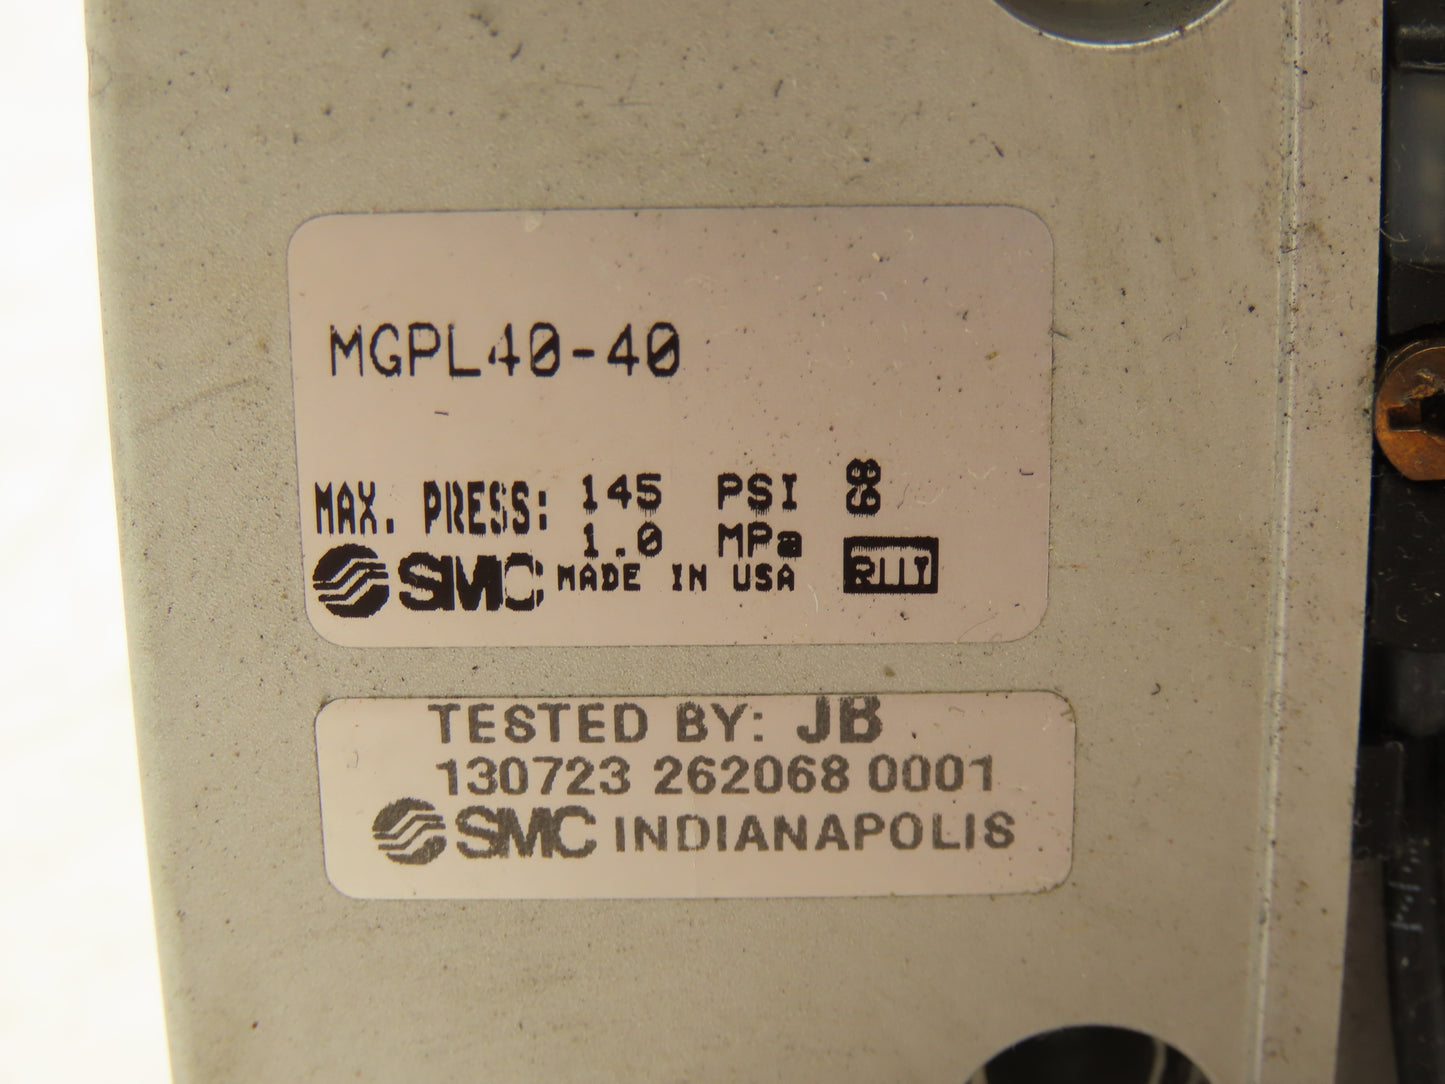 MGPL40-40
MAX. PRESS: 145 PSI
1.0 MPa
SMC MADE IN USA
TESTED BY: JB
130723 262068 0001
SMC INDIANAPOLIS